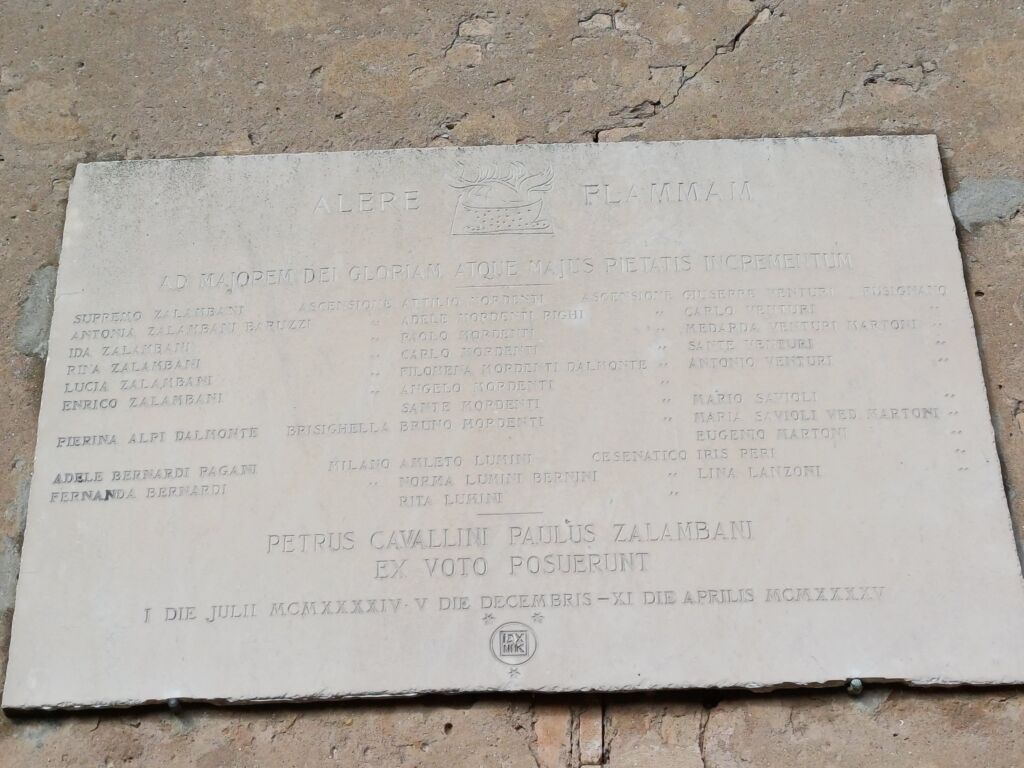 ALERE FLAMMAM
AD MAJOREM DEI GLORIAM ATQUE MAJUS PIETATIS INCREMENTUM
SUPREMO ZALAMBANI ASCENSIONE ATTILIO MORDENTI ASCENSIONE GIUSEPPE VENTURI FUSIGNANO
ANTONIA ZALAMBANI BARUZZI " ADELE MORDENTI RIGHI " CARLO VENTURI "
IDA ZALAMBANI " PAOLO MORDENTI " MEDARDA VENTURI MARTONI "
RINA ZALAMBANI " CARLO MORDENTI " SANTE VENTURI "
LUCIA ZALAMBANI " FILOMENA MORDENTI DALMONTE " ANTONIO VENTURI "
ENRICO ZALAMBANI " ANGELO MORDENTI "
SANTE MORDENTI " MARIO SAVIOLI "
PIERINA ALPI DALMONTE BRISIGHELLA BRUNO MORDENTI " MARIA SAVIOLI VED. MARTONI "
EUGENIO MARTONI "
ADELE BERNARDI PAGANI MILANO AMLETO LUMINI CESENATICO IRIS PERI "
FERNANDA BERNARDI " NORMA LUMINI BERNINI " LINA LANZONI "
RITA LUMINI "
PETRUS CAVALLINI PAULUS ZALAMBANI
EX VOTO POSUERUNT
I DIE JULII MCMXXXXIV · V DIE DECEMBRIS – XI DIE APRILIS MCMXXXXV